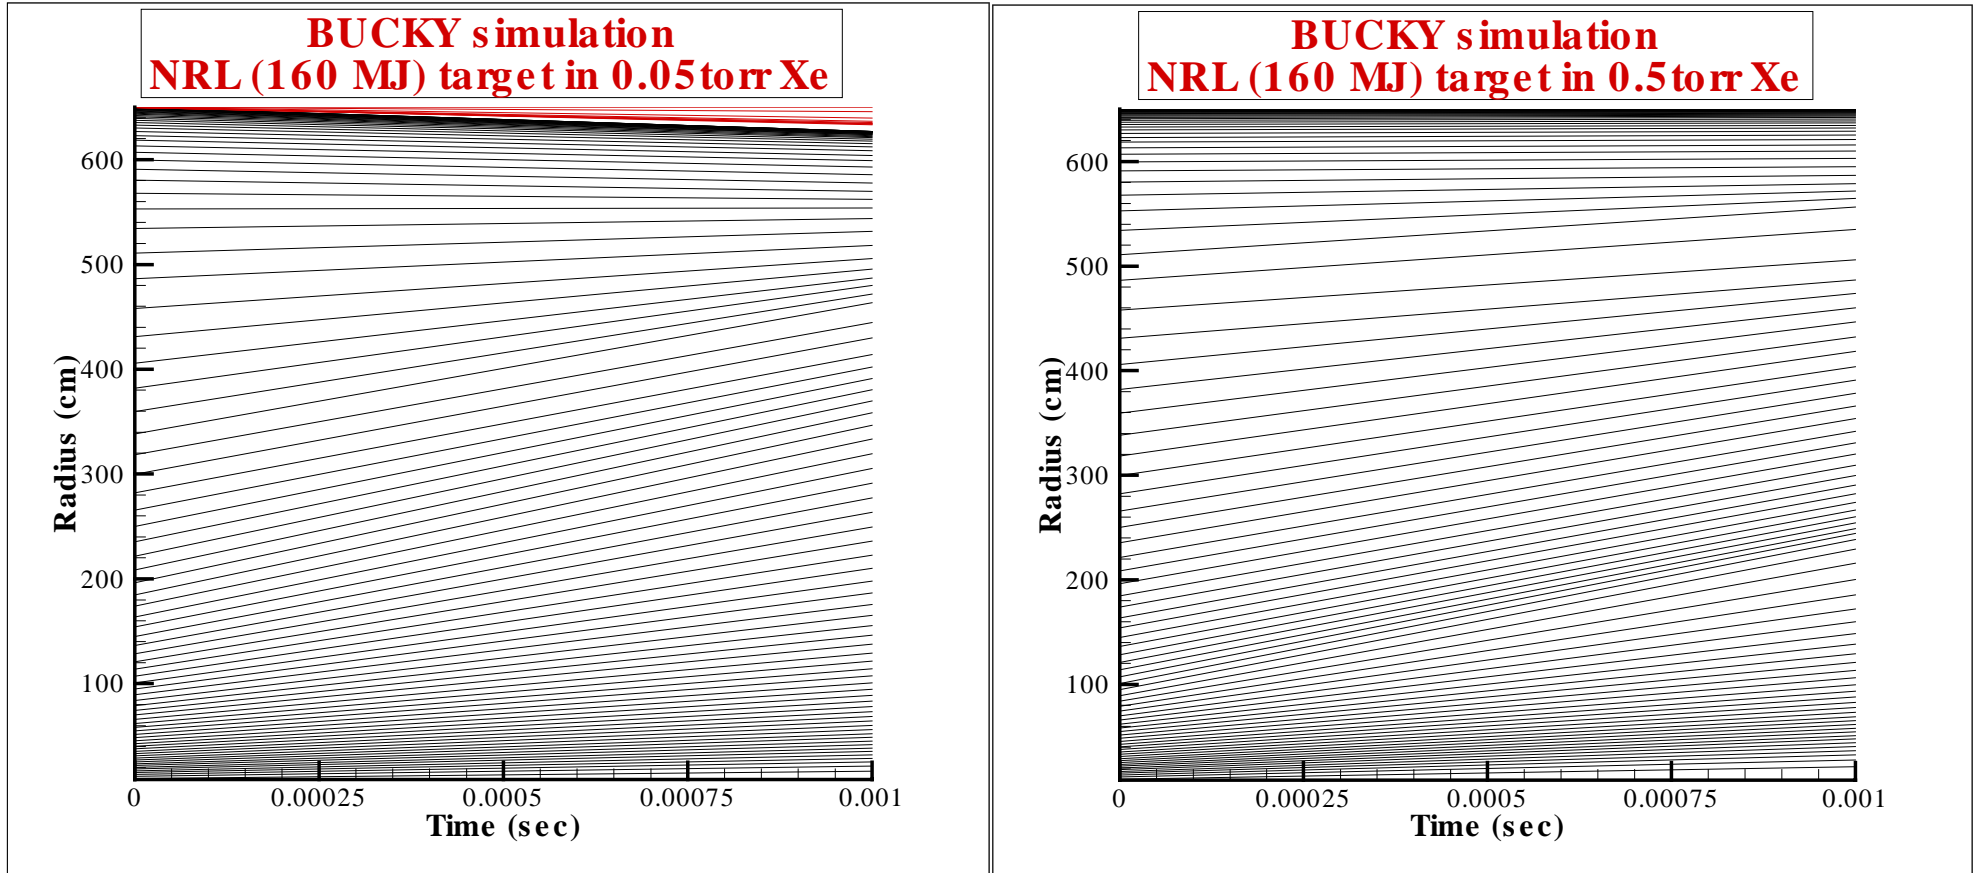 BUCKY simulation
NRL (160 MJ) target in 0.05torr Xe
600
500
400
300
200
100
Radius (cm)
0
0.00025
0.0005
0.00075
0.001
Time (sec)
BUCKY simulation
NRL (160 MJ) target in 0.5torr Xe
600
500
400
300
200
100
Radius (cm)
0
0.00025
0.0005
0.00075
0.001
Time (sec)